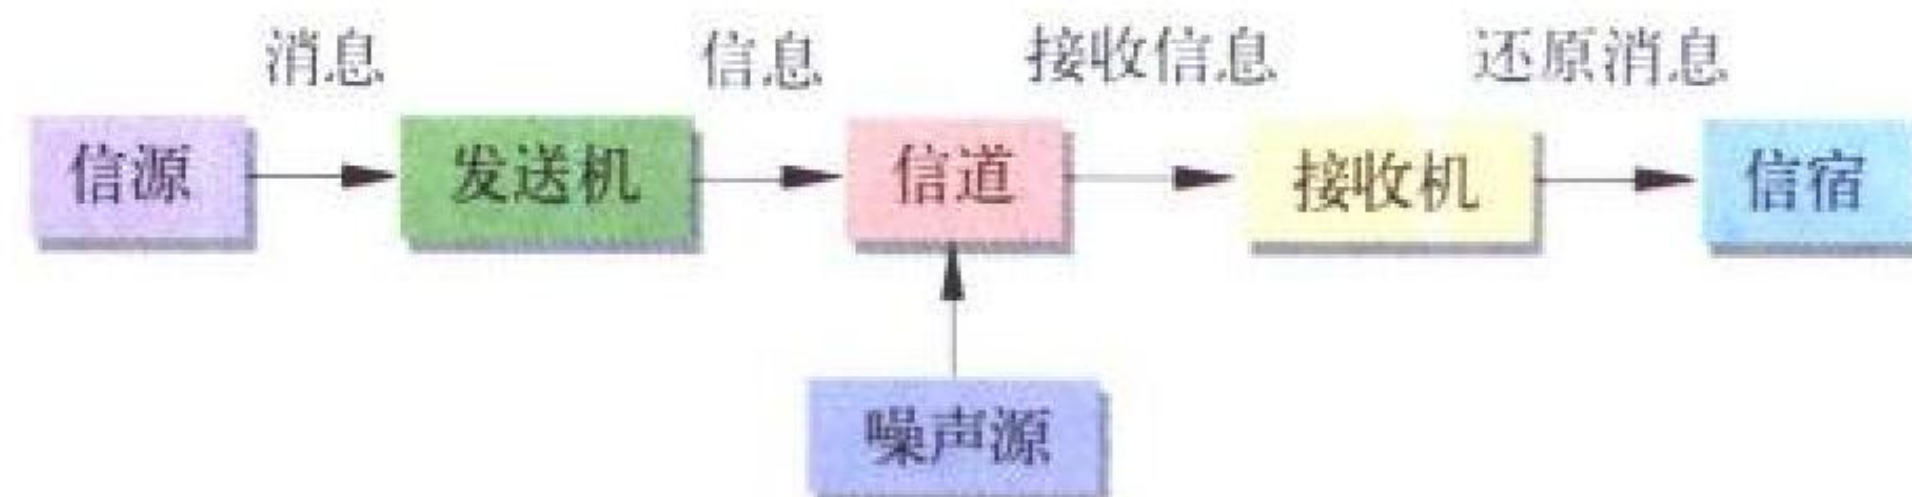 消息 信息 接收信息 还原消息
信源 发送机 信道 接收机 信宿
噪声源